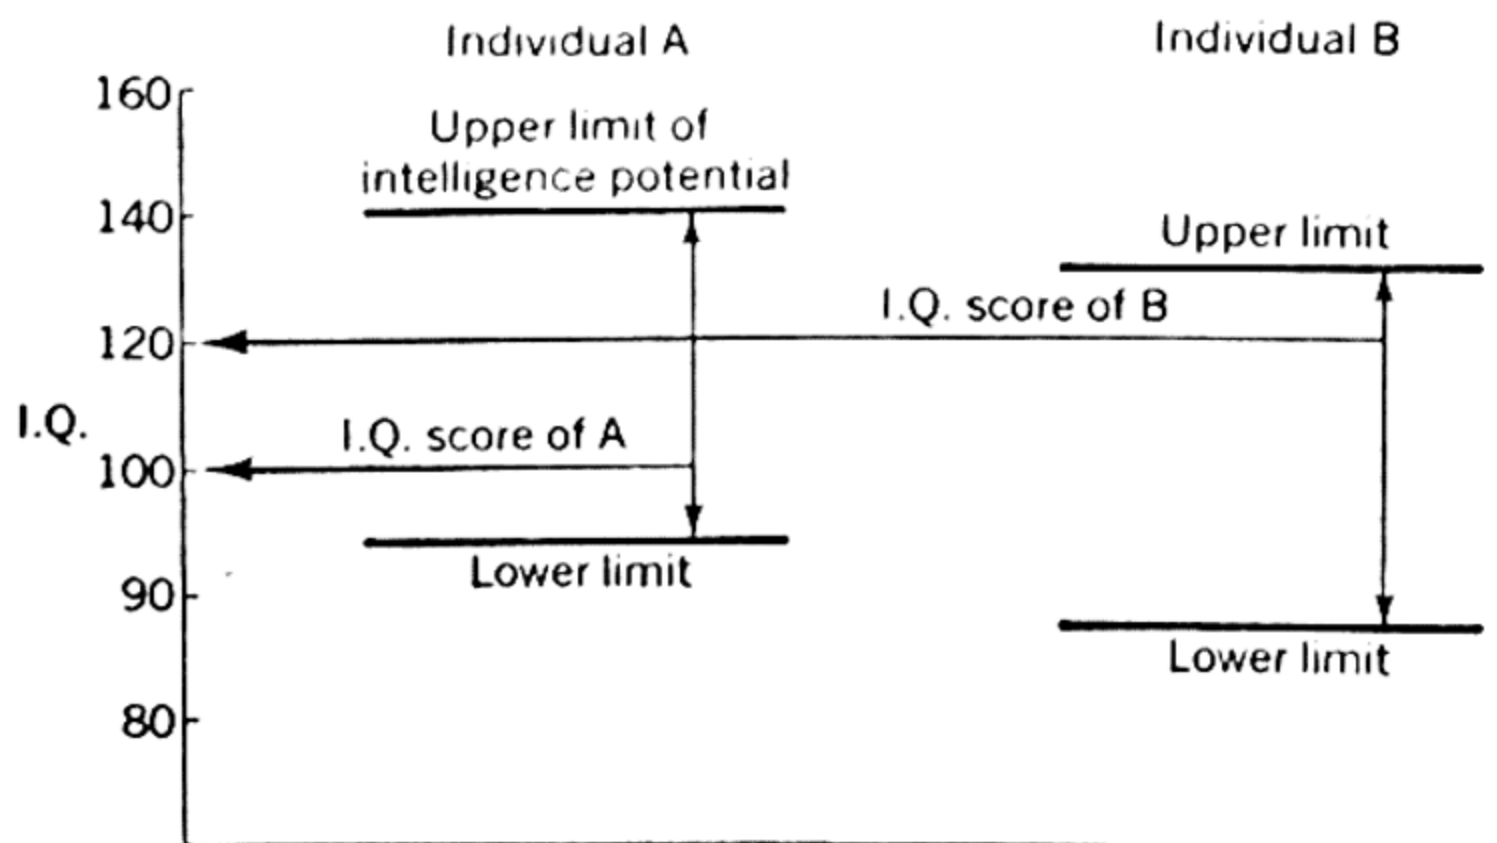 Individual A
Individual B
160
Upper limit of
intelligence potential
140
Upper limit
I.Q. score of B
120
I.Q.
I.Q. score of A
100
Lower limit
90
Lower limit
80